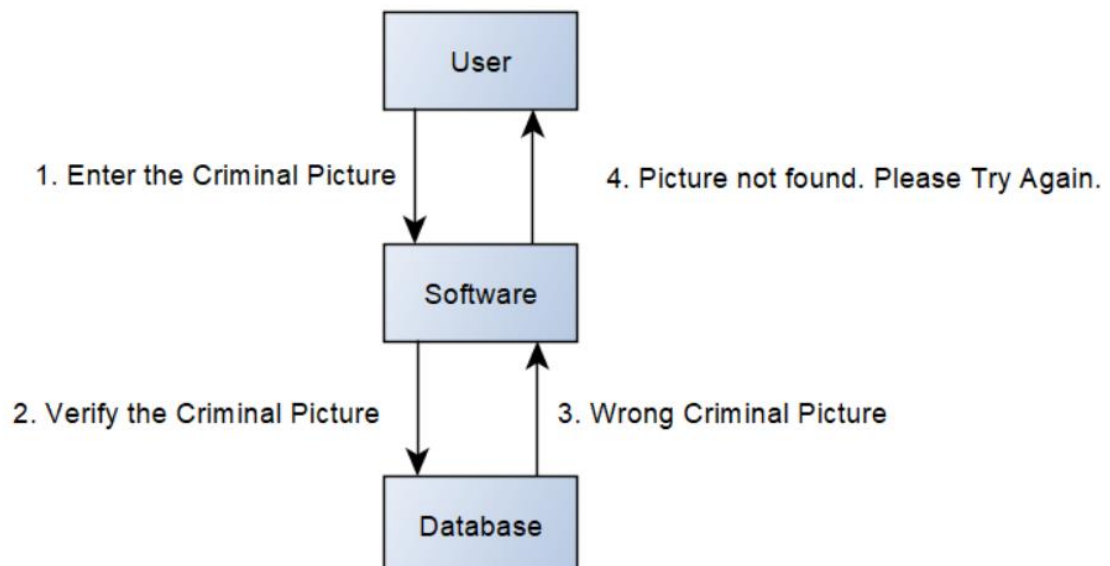 User
1. Enter the Criminal Picture
4. Picture not found. Please Try Again.
Software
2. Verify the Criminal Picture
3. Wrong Criminal Picture
Database